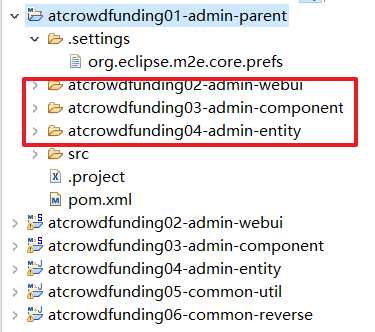 atcrowdfunding01-admin-parent
.settings
org.eclipse.m2e.core.prefs
atcrowdfunding02-admin-webui
atcrowdfunding03-admin-component
atcrowdfunding04-admin-entity
src
.project
pom.xml
atcrowdfunding02-admin-webui
atcrowdfunding03-admin-component
atcrowdfunding04-admin-entity
atcrowdfunding05-common-util
atcrowdfunding06-common-reverse